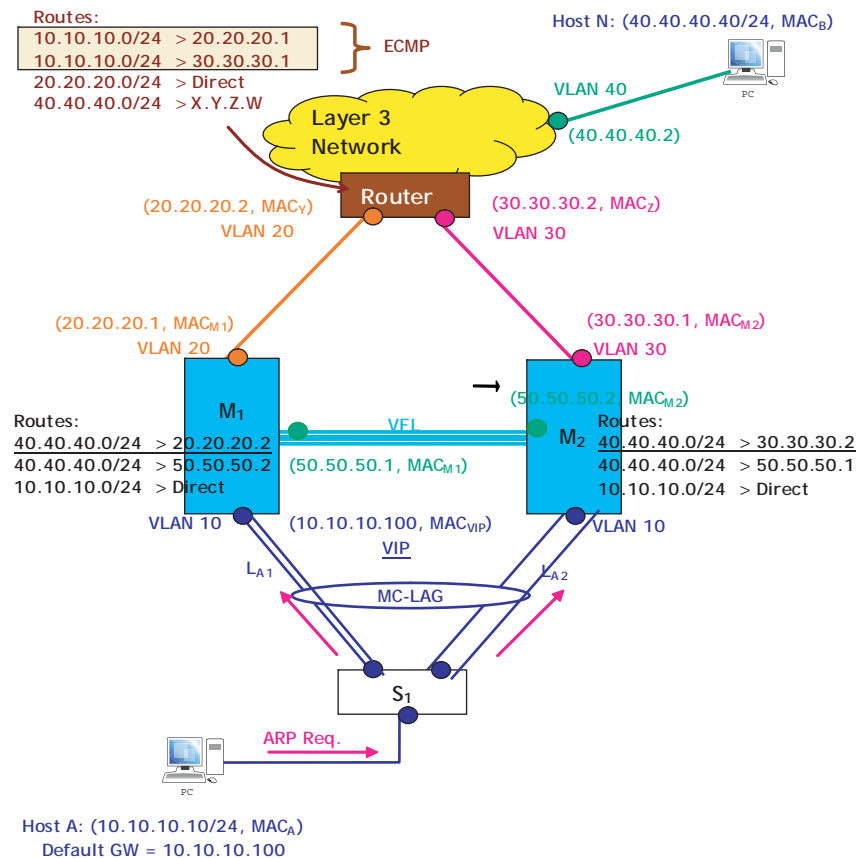 Routes:
10.10.10.0/24 > 20.20.20.1
10.10.10.0/24 > 30.30.30.1
20.20.20.0/24 > Direct
40.40.40.0/24 > X.Y.Z.W
ECMP
Host N: (40.40.40.40/24, MACB)
PC
VLAN 40
(40.40.40.2)
Layer 3
Network
Router
(20.20.20.2, MACY)
VLAN 20
(30.30.30.2, MACZ)
VLAN 30
(20.20.20.1, MACM1)
VLAN 20
(30.30.30.1, MACM2)
VLAN 30
M1
VFL
(50.50.50.2, MACM2)
M2
(50.50.50.1, MACM1)
Routes:
40.40.40.0/24 > 20.20.20.2
40.40.40.0/24 > 50.50.50.2
10.10.10.0/24 > Direct
Routes:
40.40.40.0/24 > 30.30.30.2
40.40.40.0/24 > 50.50.50.1
10.10.10.0/24 > Direct
VLAN 10
(10.10.10.100, MACVIP)
VIP
VLAN 10
LA1
LA2
MC-LAG
S1
ARP Req.
PC
Host A: (10.10.10.10/24, MACA)
Default GW = 10.10.10.100